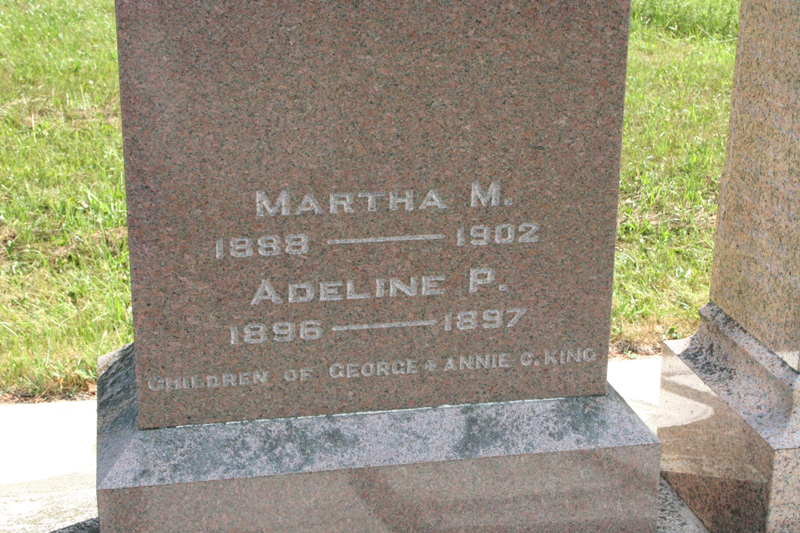 MARTHA M.
1888 — 1902
ADELINE P.
1896 — 1897
CHILDREN OF GEORGE & ANNIE C. KING